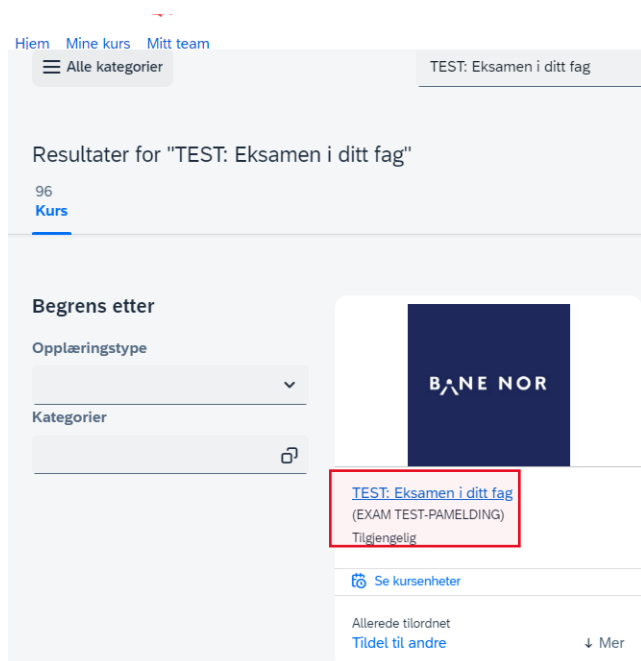 Hjem Mine kurs Mitt team
Alle kategorier
TEST: Eksamen i ditt fag
Resultater for "TEST: Eksamen i ditt fag"
96
Kurs
Begrens etter
Opplæringstype
Kategorier
BANE NOR
TEST: Eksamen i ditt fag
(EXAM TEST-PAMELDING)
Tilgjengelig
Se kursenheter
Allerede tilordnet
Tildel til andre
Mer